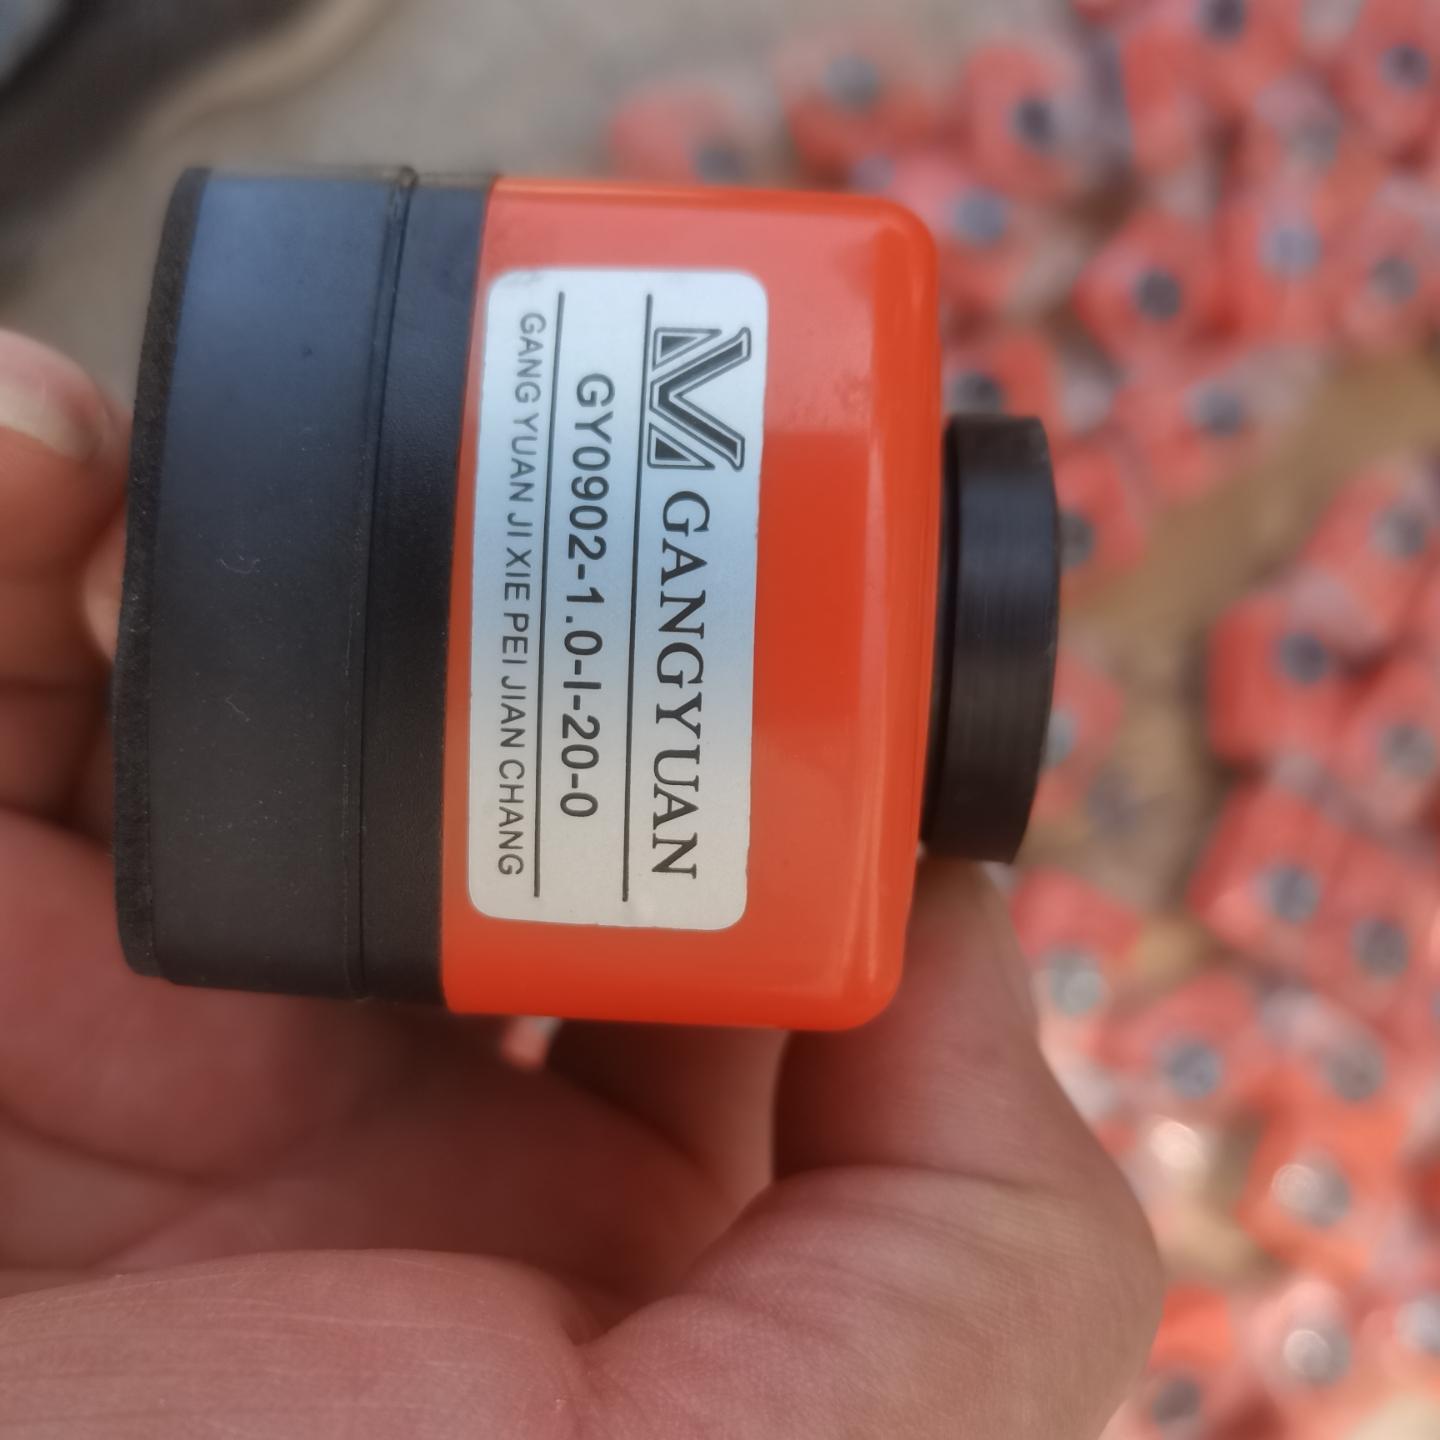 GANGYUAN
GY0902-1.0-I-20-0
GANG YUAN JI XIE PEI JIAN CHANG